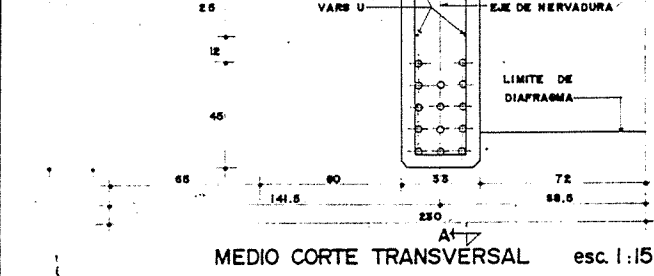 25
VARS U
EJE DE NERVADURA
12
LIMITE DE
DIAFRAGMA
45
65 80 33 72
141.5 88.5
230
A
MEDIO CORTE TRANSVERSAL esc. 1:15